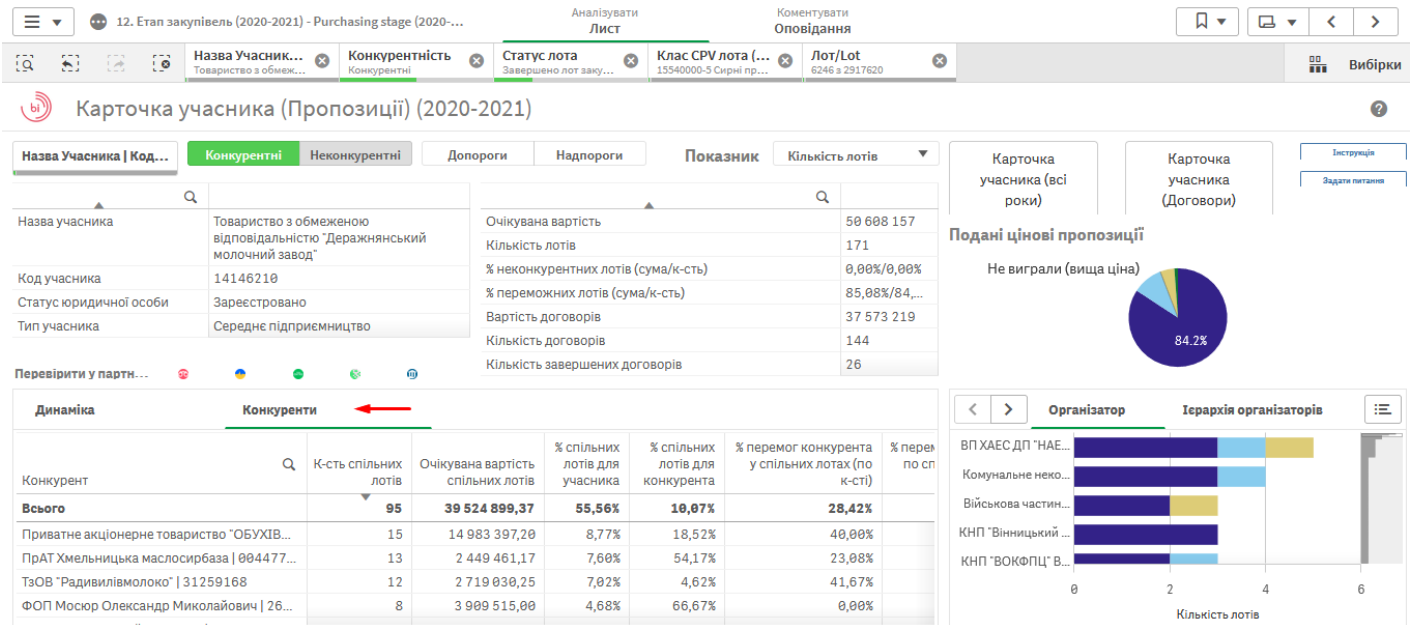 12. Етап закупівель (2020-2021) - Purchasing stage (2020-...
Аналізувати
Лист
Коментувати
Оповідання
Назва Учасник...
Товариство з обмеж...
Конкурентність
Конкурентні
Статус лота
Завершено лот заку...
Клас CPV лота (...
15540000-5 Сирні пр...
Лот/Lot
6246 з 2917620
Вибірки
bi
Карточка учасника (Пропозиції) (2020-2021)
Назва Учасника | Код...
Конкурентні
Неконкурентні
Допороги
Надпороги
Показник
Кількість лотів
Карточка
учасника (всі
роки)
Карточка
учасника
(Договори)
Інструкція
Задати питання
Назва учасника
Товариство з обмеженою
відповідальністю "Деражнянський
молочний завод"
Код учасника
14146210
Статус юридичної особи
Зареєстровано
Тип учасника
Середнє підприємництво
Очікувана вартість
50 608 157
Кількість лотів
171
% неконкурентних лотів (сума/к-сть)
0,00%/0,00%
% переможних лотів (сума/к-сть)
85,08%/84,...
Вартість договорів
37 573 219
Кількість договорів
144
Кількість завершених договорів
26
Подані цінові пропозиції
Не виграли (вища ціна)
84.2%
Перевірити у партн...
Динаміка
Конкуренти
Конкурент
К-сть спільних
лотів
Очікувана вартість
спільних лотів
% спільних
лотів для
учасника
% спільних
лотів для
конкурента
% перемог конкурента
у спільних лотах (по
к-сті)
% перем
по сп
Всього 95 39 524 899,37 55,56% 10,07% 28,42%
Приватне акціонерне товариство "ОБУХІВ... 15 14 983 397,20 8,77% 18,52% 40,00%
ПрАТ Хмельницька маслосирбаза | 004477... 13 2 449 461,17 7,60% 54,17% 23,08%
ТзОВ "Радивилівмолоко" | 31259168 12 2 719 030,25 7,02% 4,62% 41,67%
ФОП Мосюр Олександр Миколайович | 26... 8 3 909 515,00 4,68% 66,67% 0,00%
Організатор
Ієрархія організаторів
ВП ХАЕС ДП "НАЕ...
Комунальне неко...
Військова частин...
КНП "Вінницький ...
КНП "ВОКФПЦ" В...
0 2 4 6
Кількість лотів